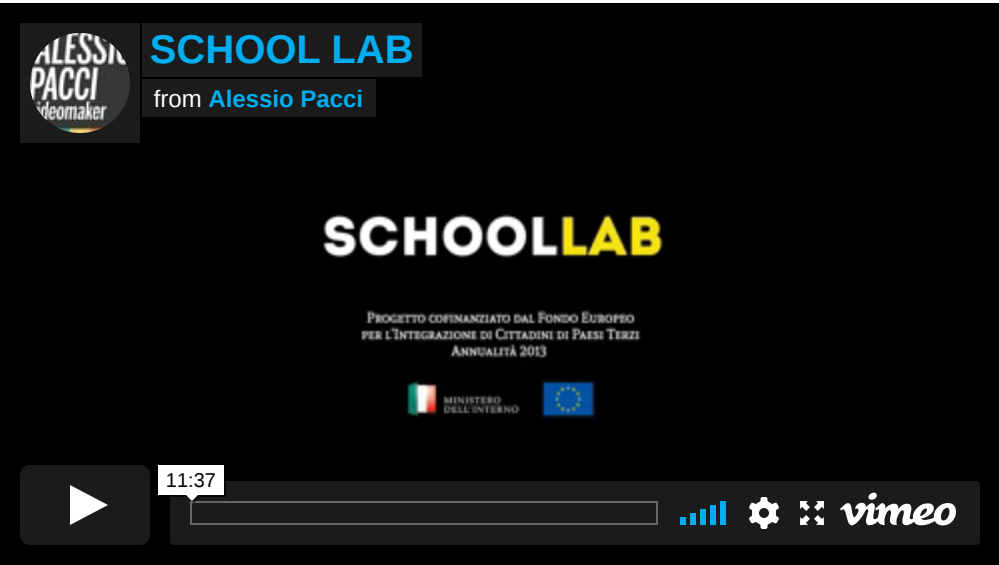 ALESSIO
PACCI
videomaker
SCHOOL LAB
from Alessio Pacci
SCHOOLLAB
PROGETTO COFINANZIATO DAL FONDO EUROPEO
PER L'INTEGRAZIONE DI CITTADINI DI PAESI TERZI
ANNUALITÀ 2013
MINISTERO
DELL'INTERNO
11:37
vimeo